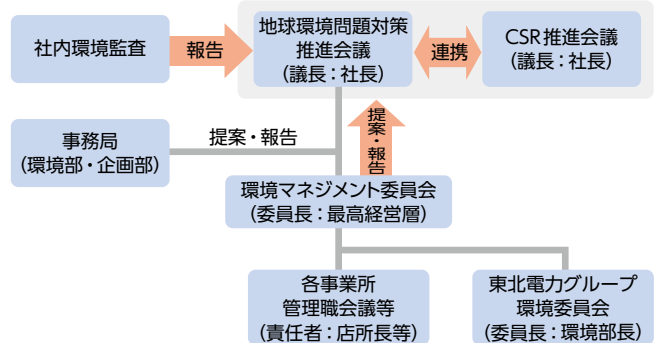 社内環境監査
報告
地球環境問題対策
推進会議
(議長:社長)
連携
CSR推進会議
(議長:社長)
事務局
(環境部・企画部)
提案・報告
提案・報告
環境マネジメント委員会
(委員長:最高経営層)
各事業所
管理職会議等
(責任者:店所長等)
東北電力グループ
環境委員会
(委員長:環境部長)